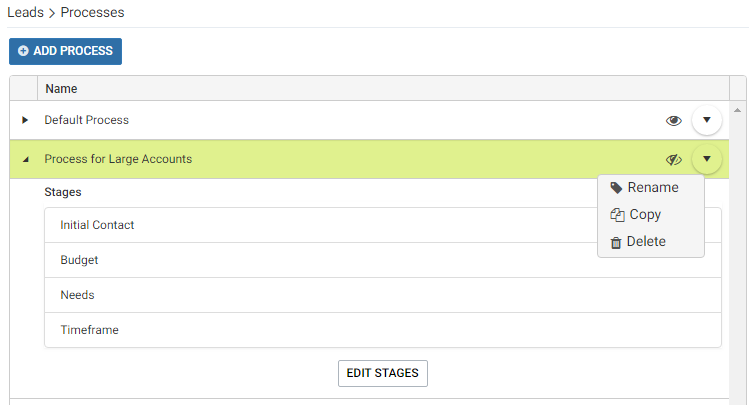 Leads > Processes
ADD PROCESS
Name
Default Process
Process for Large Accounts
Stages
Rename
Initial Contact
Copy
Delete
Budget
Needs
Timeframe
EDIT STAGES